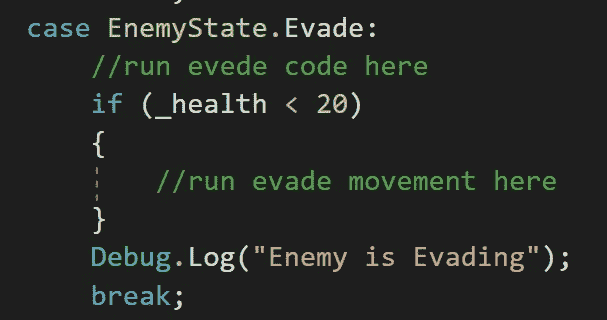 case EnemyState.Evade:
//run evede code here
if (_health < 20)
{
//run evade movement here
}
Debug.Log("Enemy is Evading");
break;